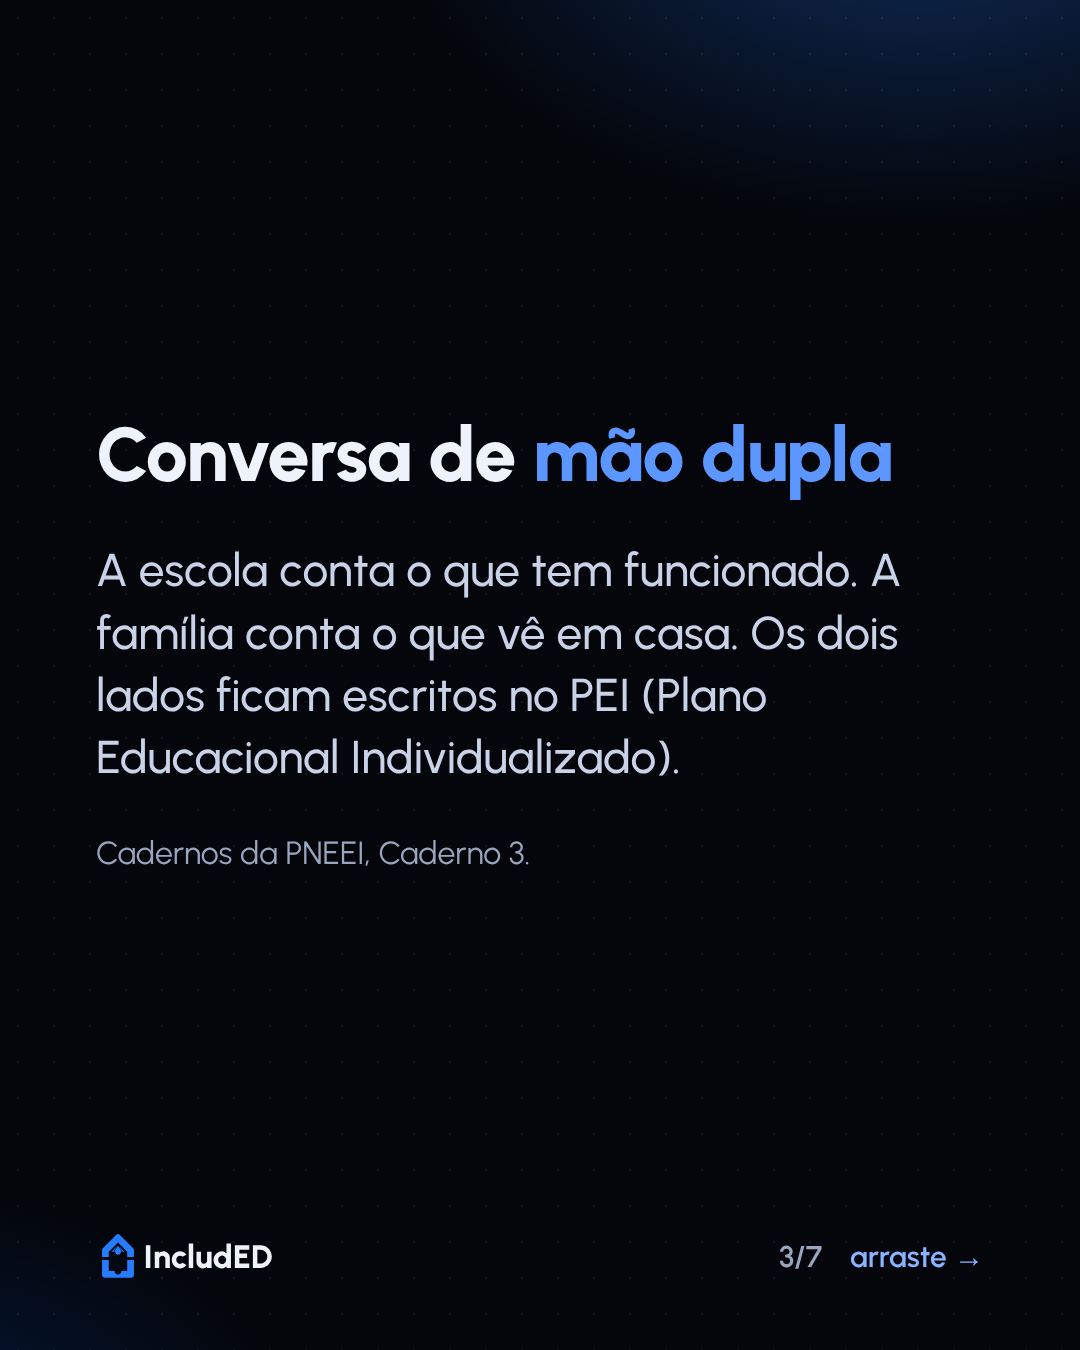 Conversa de mão dupla
A escola conta o que tem funcionado. A
família conta o que vê em casa. Os dois
lados ficam escritos no PEI (Plano
Educacional Individualizado).
Cadernos da PNEEI, Caderno 3.
IncludED
3/7 arraste →